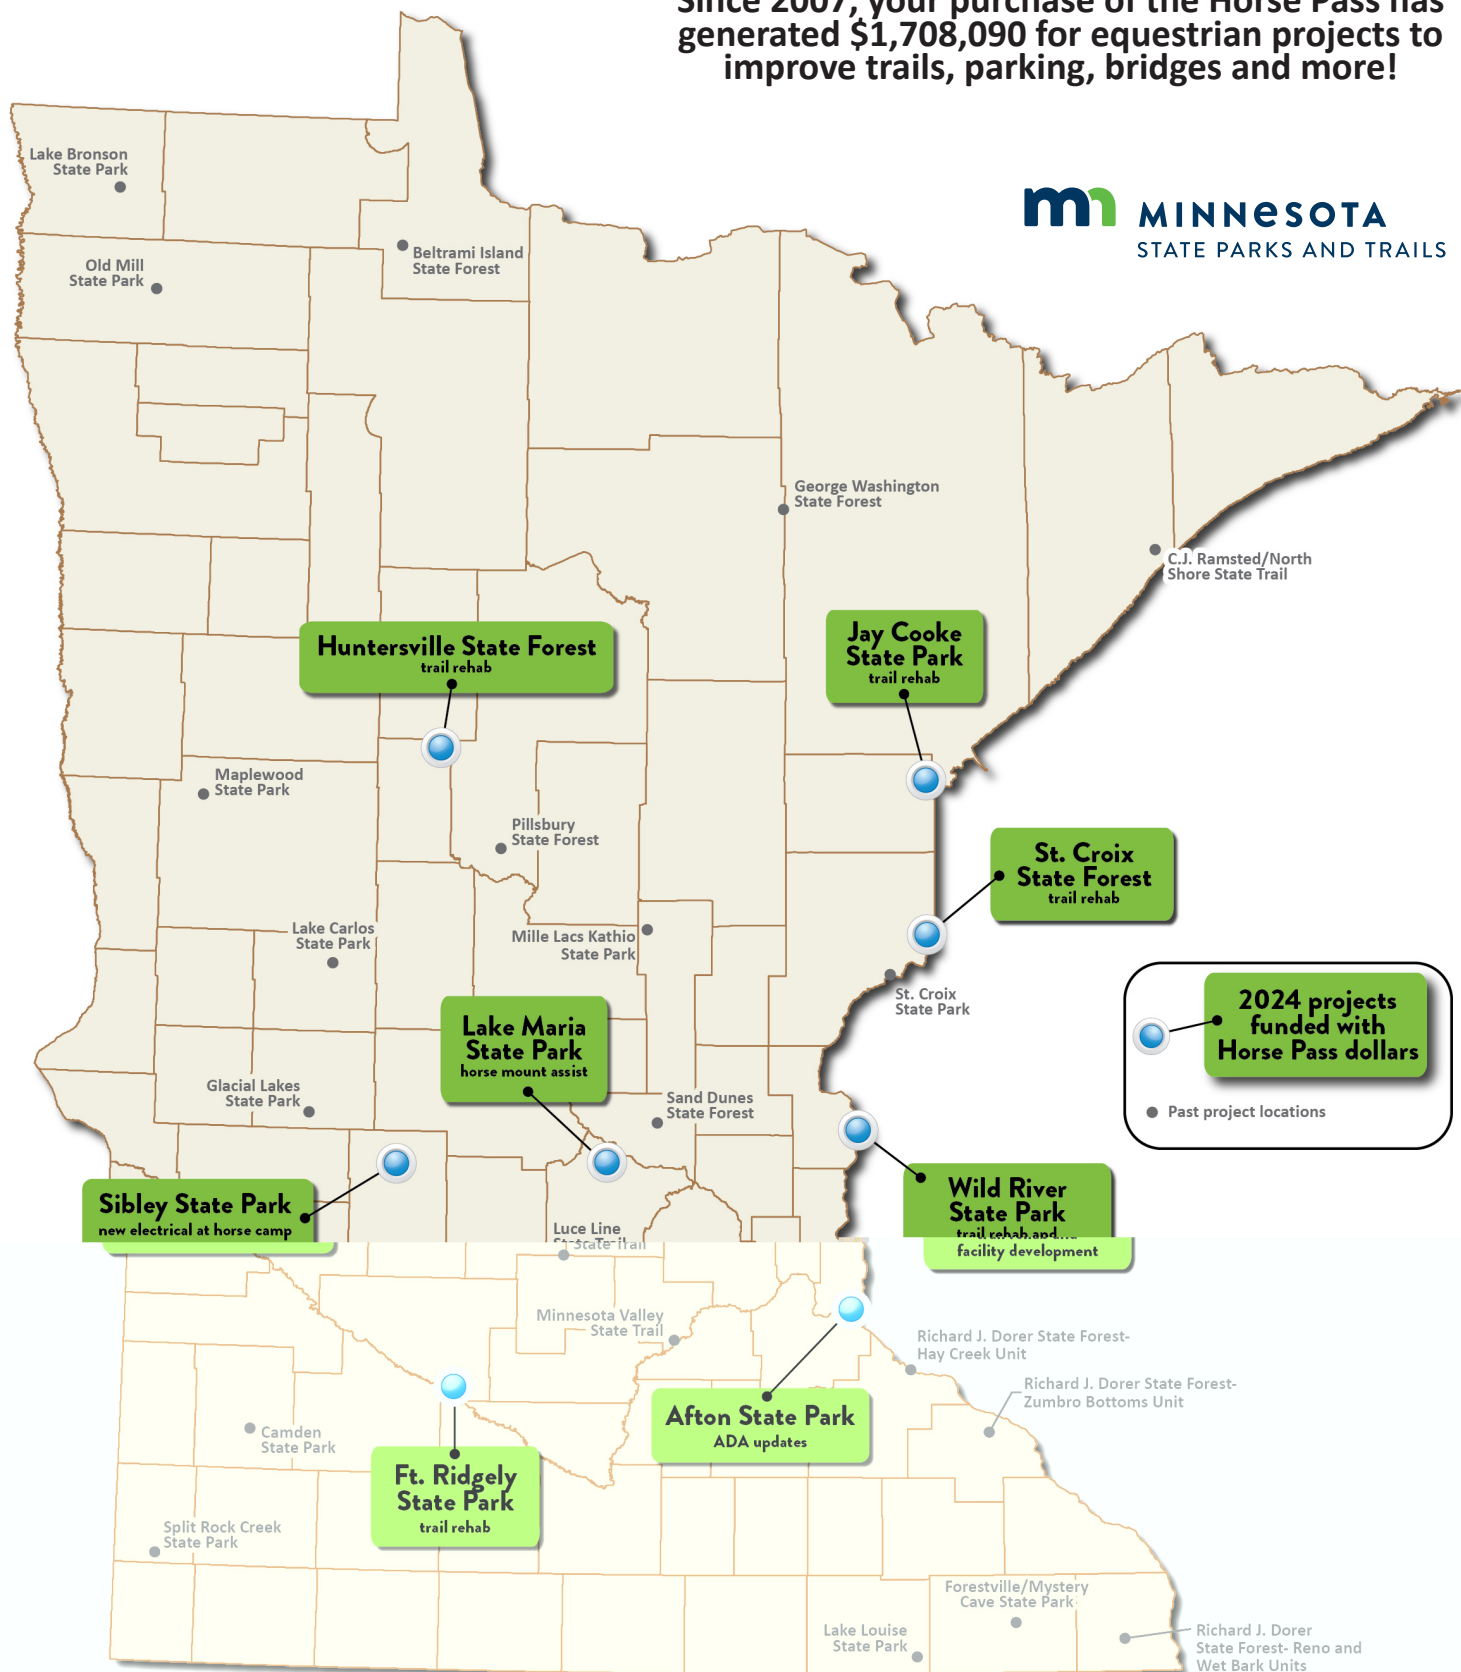 Since 2007, your purchase of the Horse Pass has
generated $1,708,090 for equestrian projects to
improve trails, parking, bridges and more!
mn MINNESOTA
STATE PARKS AND TRAILS
Lake Bronson
State Park
Beltrami Island
State Forest
Old Mill
State Park
George Washington
State Forest
C.J. Ramsted/North
Shore State Trail
Huntersville State Forest
trail rehab
Jay Cooke
State Park
trail rehab
Maplewood
State Park
Pillsbury
State Forest
St. Croix
State Forest
trail rehab
Lake Carlos
State Park
Mille Lacs Kathio
State Park
St. Croix
State Park
2024 projects
funded with
Horse Pass dollars
Past project locations
Lake Maria
State Park
horse mount assist
Glacial Lakes
State Park
Sand Dunes
State Forest
Sibley State Park
new electrical at horse camp
Wild River
State Park
trail rehab and
facility development
Luce Line
State Trail
Minnesota Valley
State Trail
Richard J. Dorer State Forest-
Hay Creek Unit
Richard J. Dorer State Forest-
Zumbro Bottoms Unit
Afton State Park
ADA updates
Camden
State Park
Ft. Ridgely
State Park
trail rehab
Split Rock Creek
State Park
Forestville/Mystery
Cave State Park
Lake Louise
State Park
Richard J. Dorer
State Forest- Reno and
Wet Bark Units